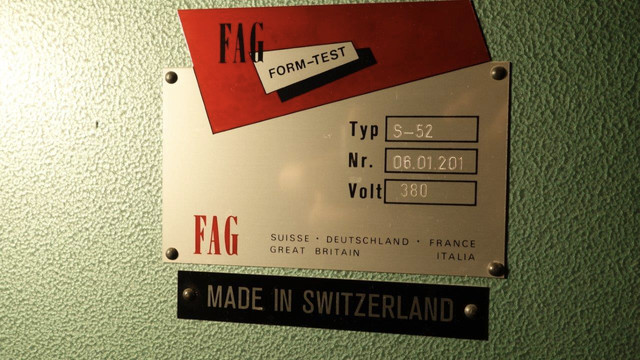 FAG
FORM-TEST
Typ S-52
Nr. 06.01.201
Volt 380
FAG
SUISSE · DEUTSCHLAND · FRANCE
GREAT BRITAIN ITALIA
MADE IN SWITZERLAND